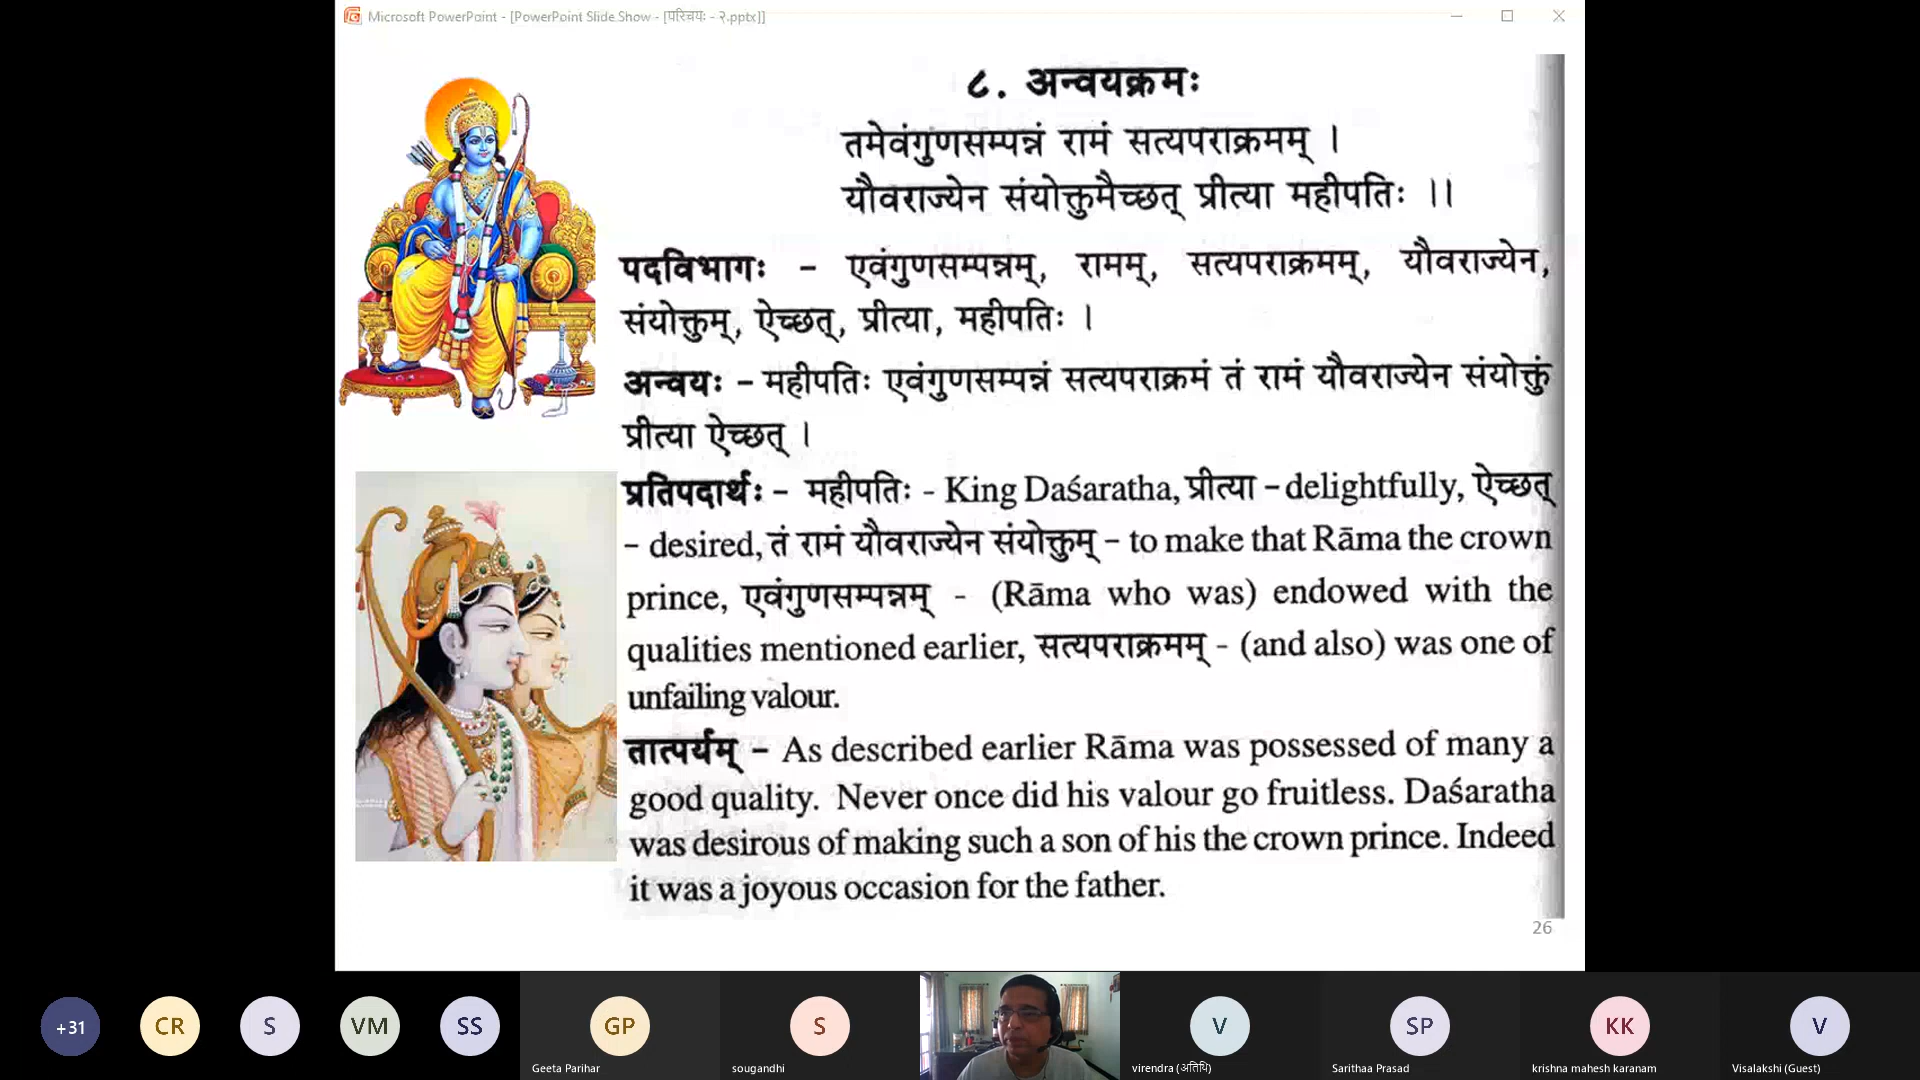 Microsoft PowerPoint - [PowerPoint Slide Show - [परिचयः - २.pptx]]
८. अन्वयक्रमः
तमेवंगुणसम्पन्नं रामं सत्यपराक्रमम् ।
यौवराज्येन संयोक्तुमैच्छत् प्रीत्या महीपतिः ।।
पदविभागः – एवंगुणसम्पन्नम्, रामम्, सत्यपराक्रमम्, यौवराज्येन,
संयोक्तुम्, ऐच्छत्, प्रीत्या, महीपतिः ।
अन्वयः – महीपतिः एवंगुणसम्पन्नं सत्यपराक्रमं तं रामं यौवराज्येन संयोक्तुं
प्रीत्या ऐच्छत् ।
प्रतिपदार्थः – महीपतिः - King Daśaratha, प्रीत्या – delightfully, ऐच्छत्
– desired, तं रामं यौवराज्येन संयोक्तुम् – to make that Rāma the crown
prince, एवंगुणसम्पन्नम् - (Rāma who was) endowed with the
qualities mentioned earlier, सत्यपराक्रमम् - (and also) was one of
unfailing valour.
तात्पर्यम् – As described earlier Rāma was possessed of many a
good quality. Never once did his valour go fruitless. Daśaratha
was desirous of making such a son of his the crown prince. Indeed
it was a joyous occasion for the father.
26
+31 CR S VM SS GP S V SP KK V
Geeta Parihar sougandhi virendra (अतिथि) Sarithaa Prasad krishna mahesh karanam Visalakshi (Guest)